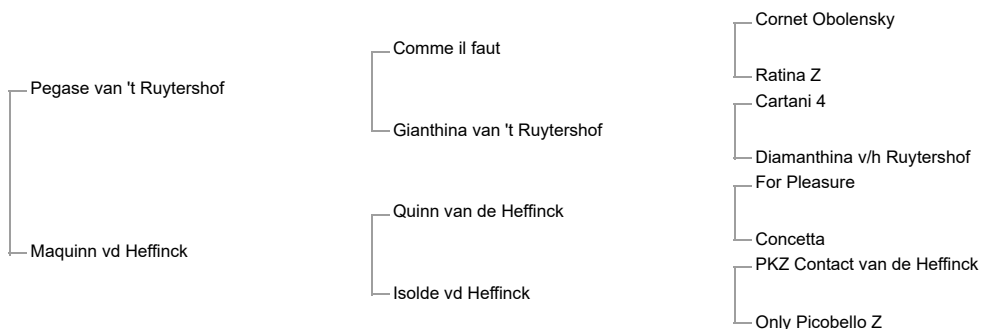 Cornet Obolensky
Comme il faut
Ratina Z
Pegase van 't Ruytershof
Cartani 4
Gianthina van 't Ruytershof
Diamanthina v/h Ruytershof
For Pleasure
Quinn van de Heffinck
Concetta
Maquinn vd Heffinck
PKZ Contact van de Heffinck
Isolde vd Heffinck
Only Picobello Z